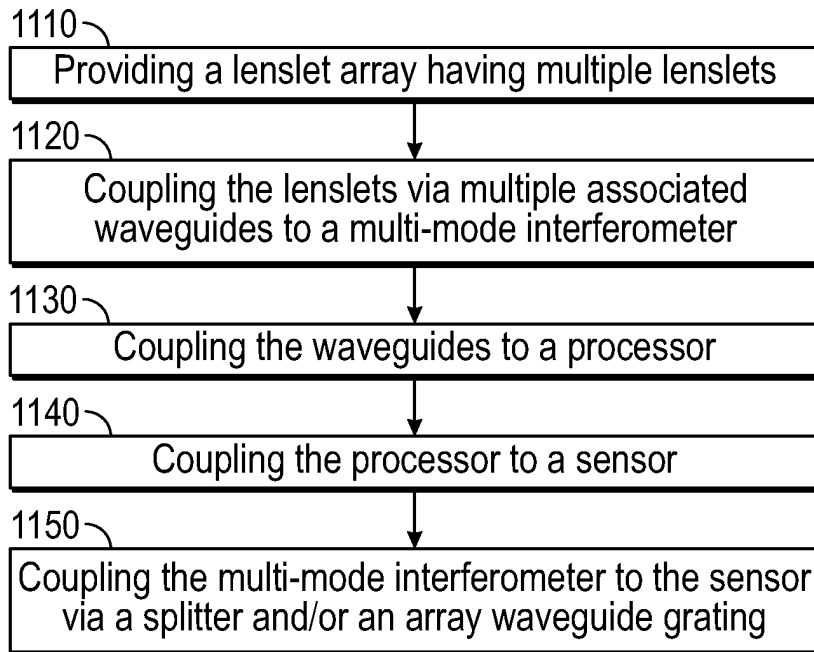 1110
Providing a lenslet array having multiple lenslets
1120
Coupling the lenslets via multiple associated
waveguides to a multi-mode interferometer
1130
Coupling the waveguides to a processor
1140
Coupling the processor to a sensor
1150
Coupling the multi-mode interferometer to the sensor
via a splitter and/or an array waveguide grating